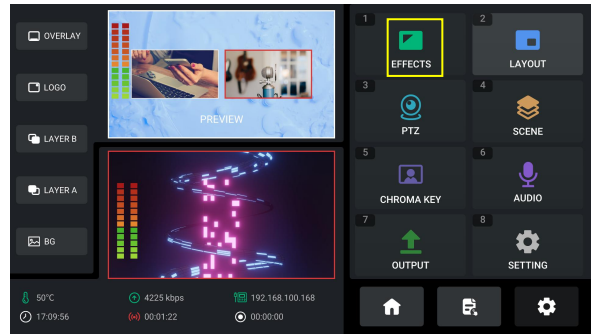 OVERLAY
LOGO
LAYER B
LAYER A
BG
PREVIEW
1
EFFECTS
2
LAYOUT
3
PTZ
4
SCENE
5
CHROMA KEY
6
AUDIO
7
OUTPUT
8
SETTING
50°C
4225 kbps
192.168.100.168
17:09:56
00:01:22
00:00:00